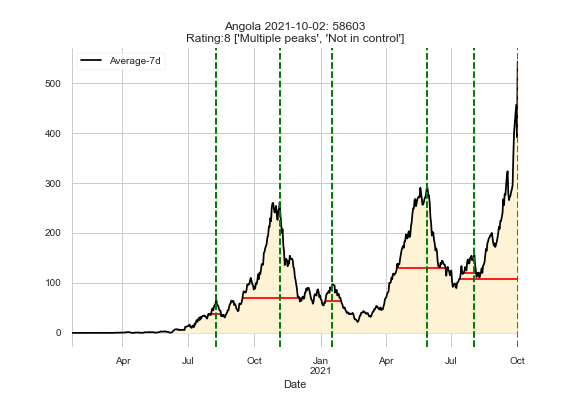 Angola 2021-10-02: 58603
Rating:8 ['Multiple peaks', 'Not in control']
Average-7d
500
400
300
200
100
0
Apr
Jul
Oct
Jan
2021
Apr
Jul
Oct
Date